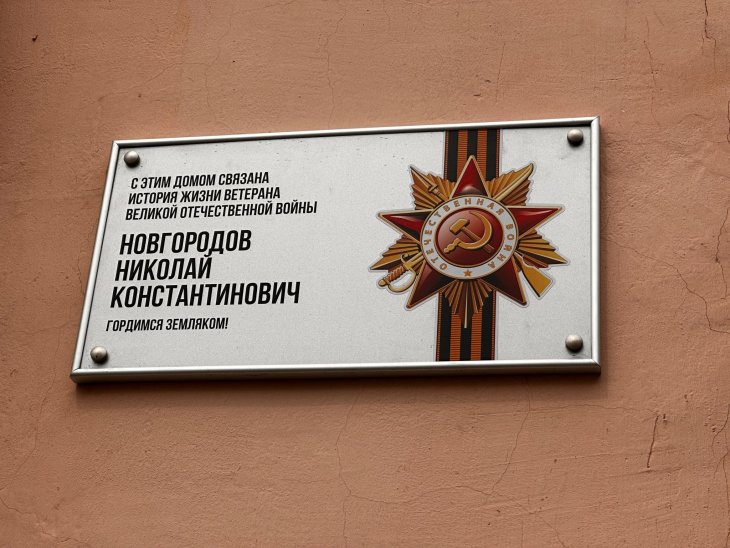 С ЭТИМ ДОМОМ СВЯЗАНА
ИСТОРИЯ ЖИЗНИ ВЕТЕРАНА
ВЕЛИКОЙ ОТЕЧЕСТВЕННОЙ ВОЙНЫ
НОВГОРОДОВ
НИКОЛАЙ
КОНСТАНТИНОВИЧ
ГОРДИМСЯ ЗЕМЛЯКОМ!
ОТЕЧЕСТВЕННАЯ ВОЙНА